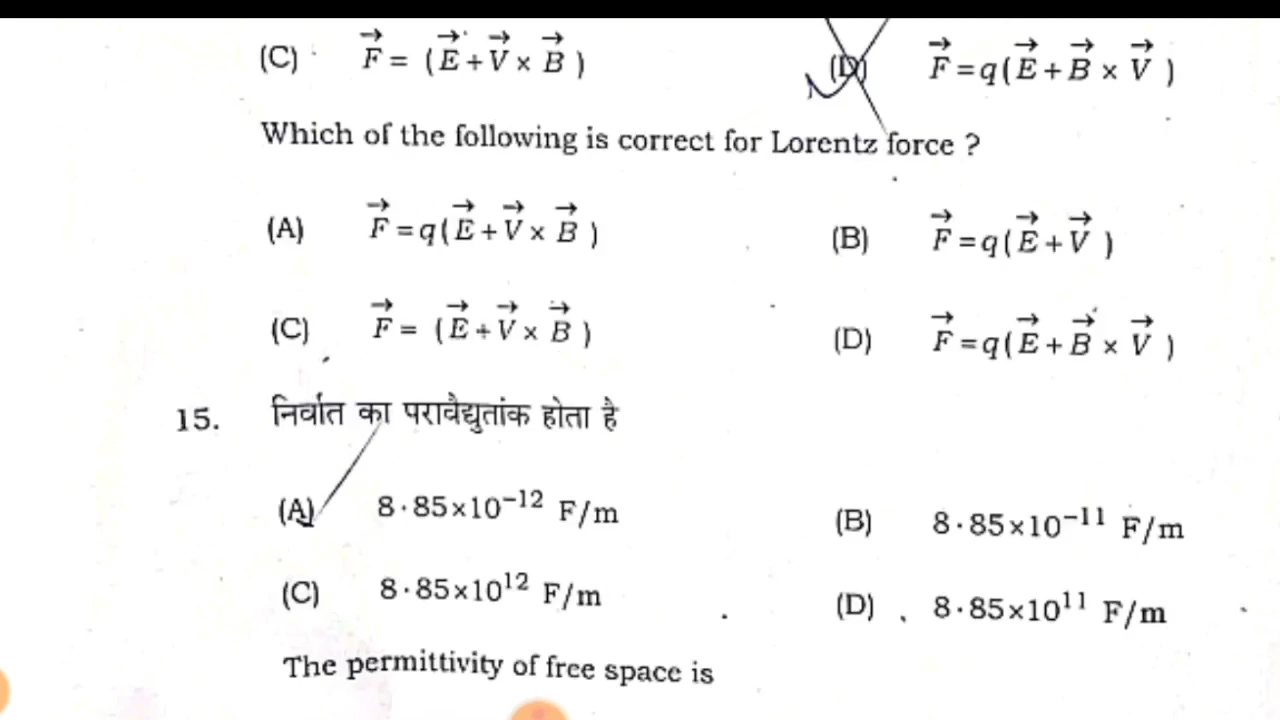 (C) F⃗ = (E⃗ + V⃗ × B⃗ )
(D) F⃗ = q( E⃗ + B⃗ × V⃗ )
Which of the following is correct for Lorentz force ?
(A) F⃗ = q( E⃗ + V⃗ × B⃗ )
(B) F⃗ = q( E⃗ + V⃗ )
(C) F⃗ = ( E⃗ + V⃗ × B⃗ )
(D) F⃗ = q( E⃗ + B⃗ × V⃗ )
15. निर्वात का परावैद्युतांक होता है
(A) 8·85×10⁻¹² F/m
(B) 8·85×10⁻¹¹ F/m
(C) 8·85×10¹² F/m
(D) 8·85×10¹¹ F/m
The permittivity of free space is